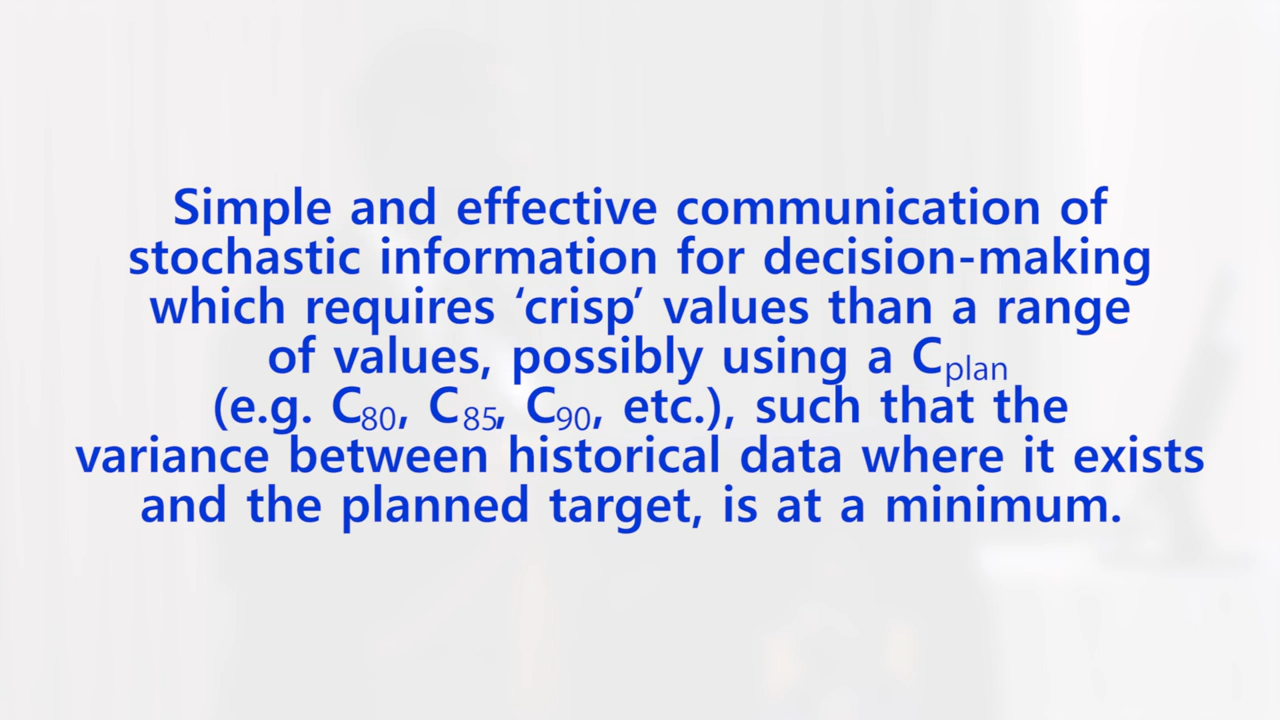 Simple and effective communication of
stochastic information for decision-making
which requires ‘crisp’ values than a range
of values, possibly using a Cplan
(e.g. C80, C85, C90, etc.), such that the
variance between historical data where it exists
and the planned target, is at a minimum.